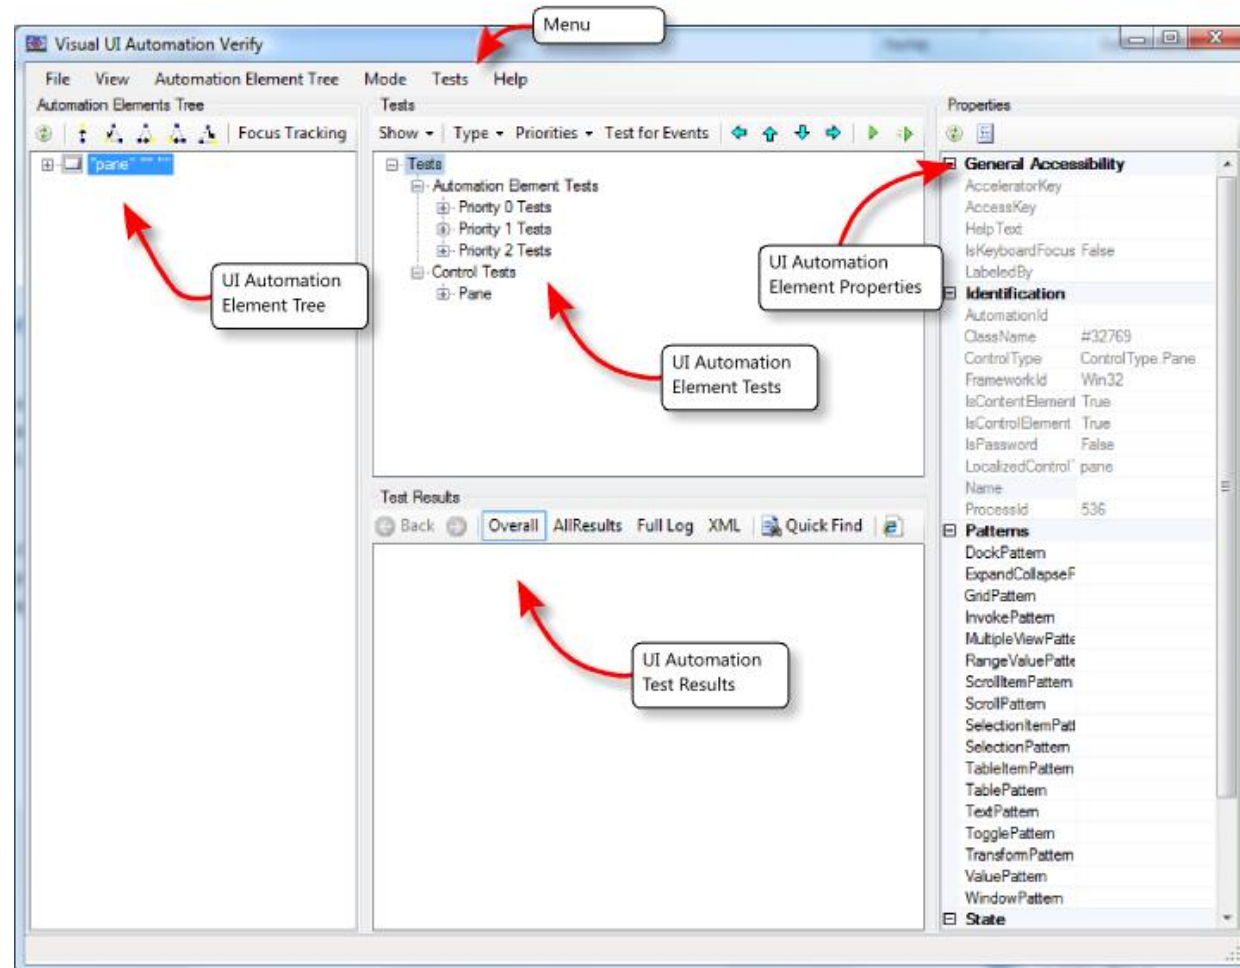 Menu
Visual UI Automation Verify
File View Automation Element Tree Mode Tests Help
Automation Elements Tree
Focus Tracking
"pane" "" ""
UI Automation
Element Tree
Tests
Show Type Priorities Test for Events
Tests
Automation Element Tests
Priority 0 Tests
Priority 1 Tests
Priority 2 Tests
Control Tests
Pane
UI Automation
Element Tests
Test Results
Back Overall AllResults Full Log XML Quick Find
UI Automation
Test Results
UI Automation
Element Properties
Properties
General Accessibility
AcceleratorKey
AccessKey
HelpText
IsKeyboardFocus False
LabeledBy
Identification
AutomationId
ClassName #32769
ControlType ControlType.Pane
FrameworkId Win32
IsContentElement True
IsControlElement True
IsPassword False
LocalizedControl pane
Name
ProcessId 536
Patterns
DockPattern
ExpandCollapseP
GridPattern
InvokePattern
MultipleViewPatte
RangeValuePatte
ScrollItemPattern
ScrollPattern
SelectionItemPatt
SelectionPattern
TableItemPattern
TablePattern
TextPattern
TogglePattern
TransformPattern
ValuePattern
WindowPattern
State